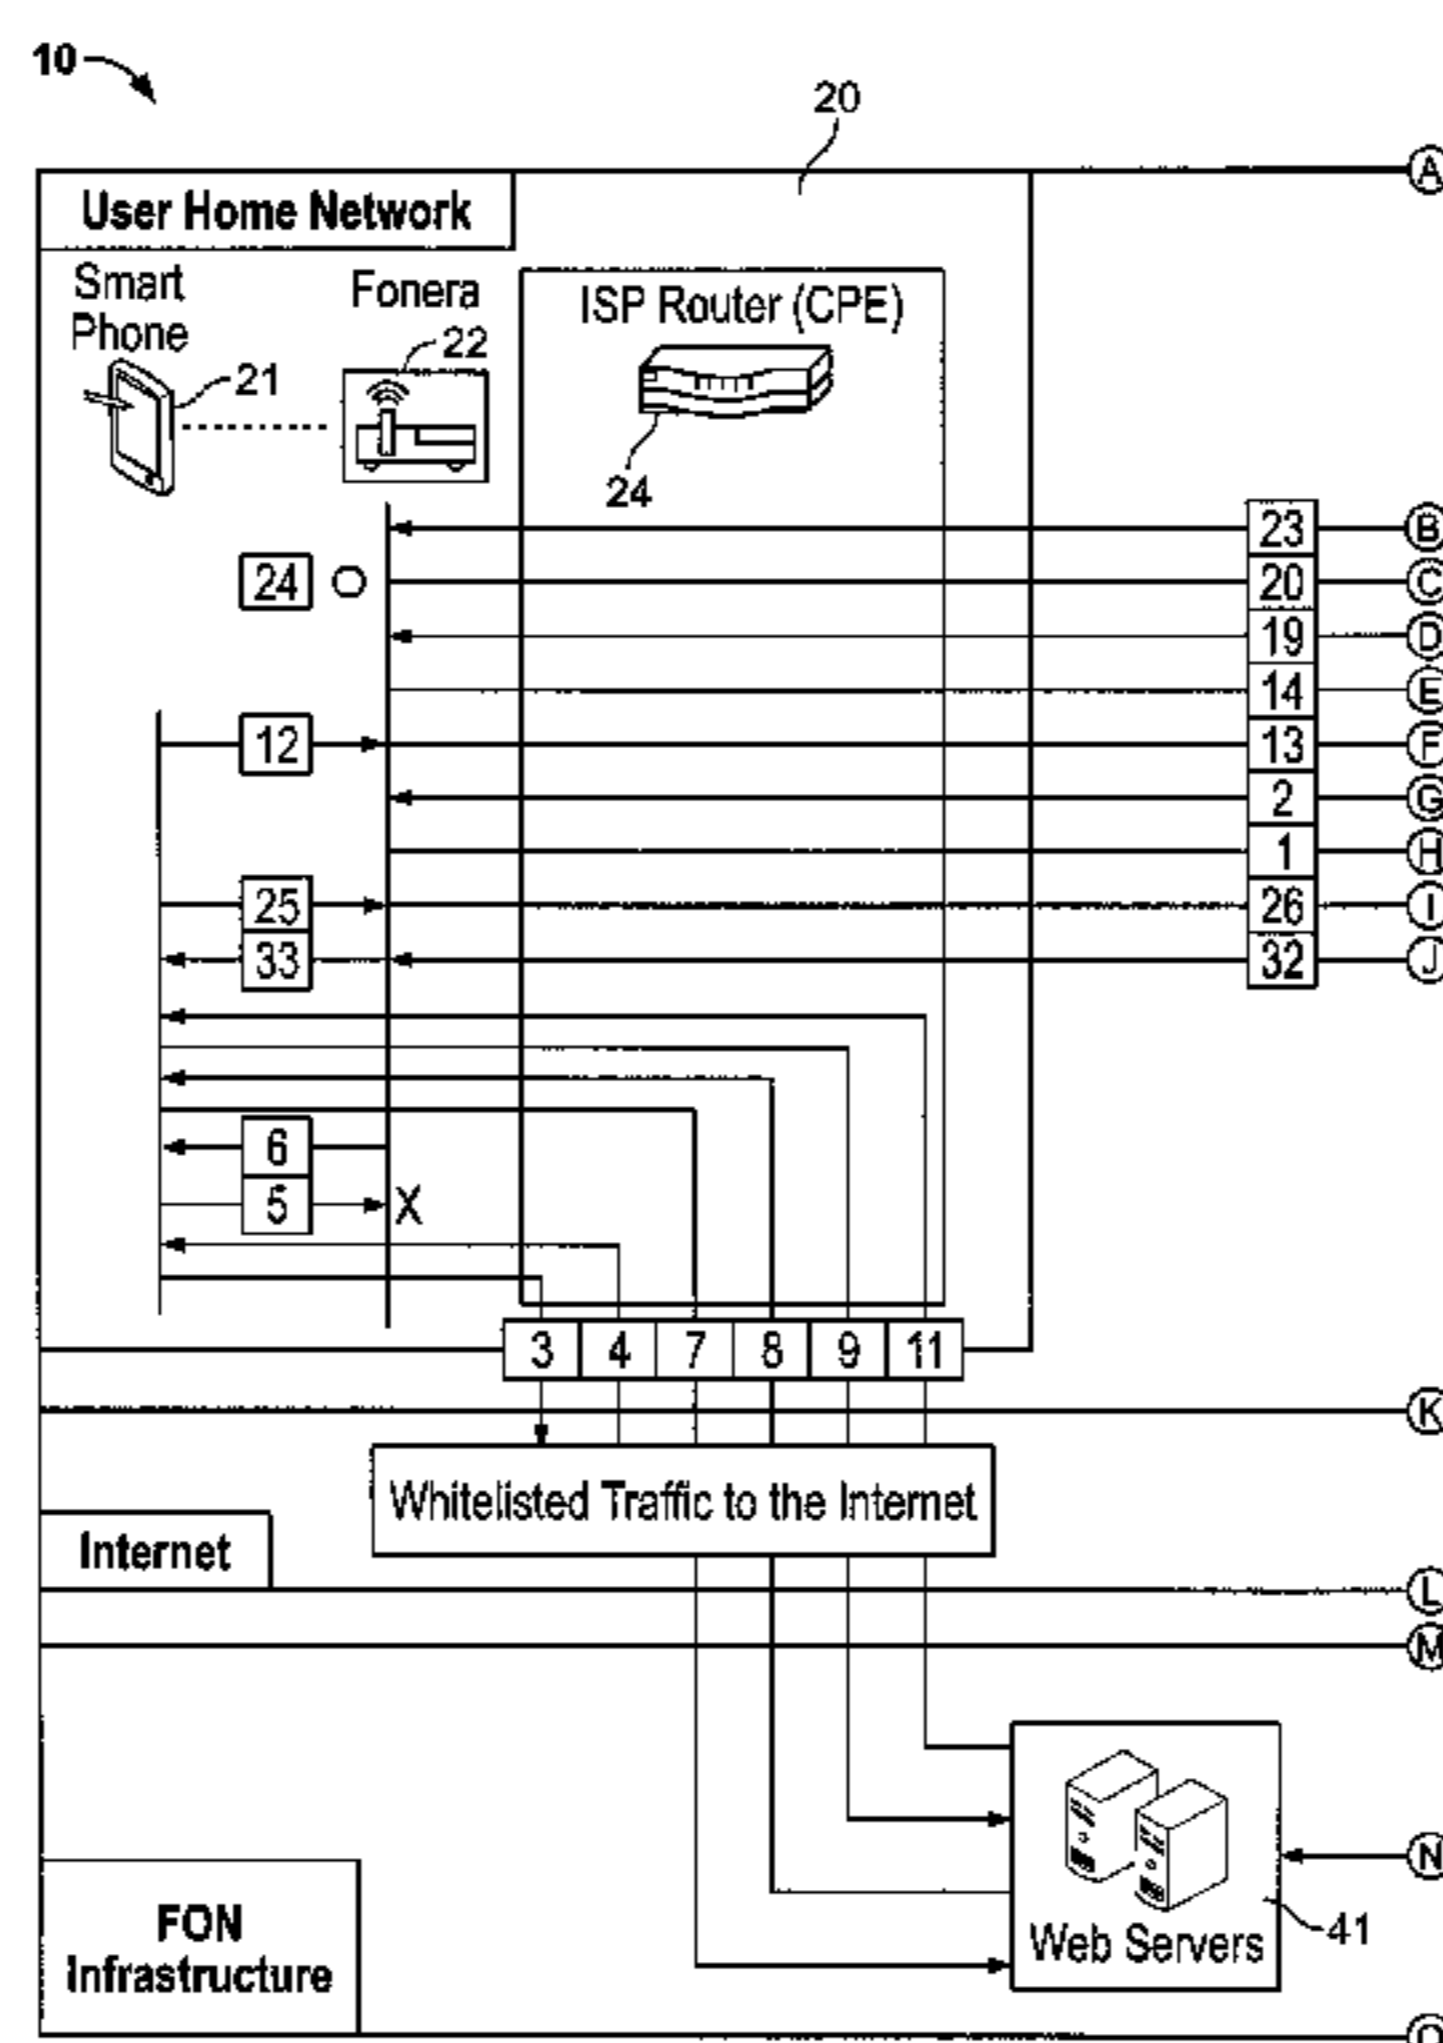 10
20
A
User Home Network
Smart
Phone
Fonera
ISP Router (CPE)
22
21
24
23
B
24
20
C
19
D
14
E
12
13
F
2
G
1
H
25
26
I
33
32
J
6
5
X
3
4
7
8
9
11
K
Whitelisted Traffic to the Internet
Internet
L
M
N
FON
Infrastructure
Web Servers
41
O